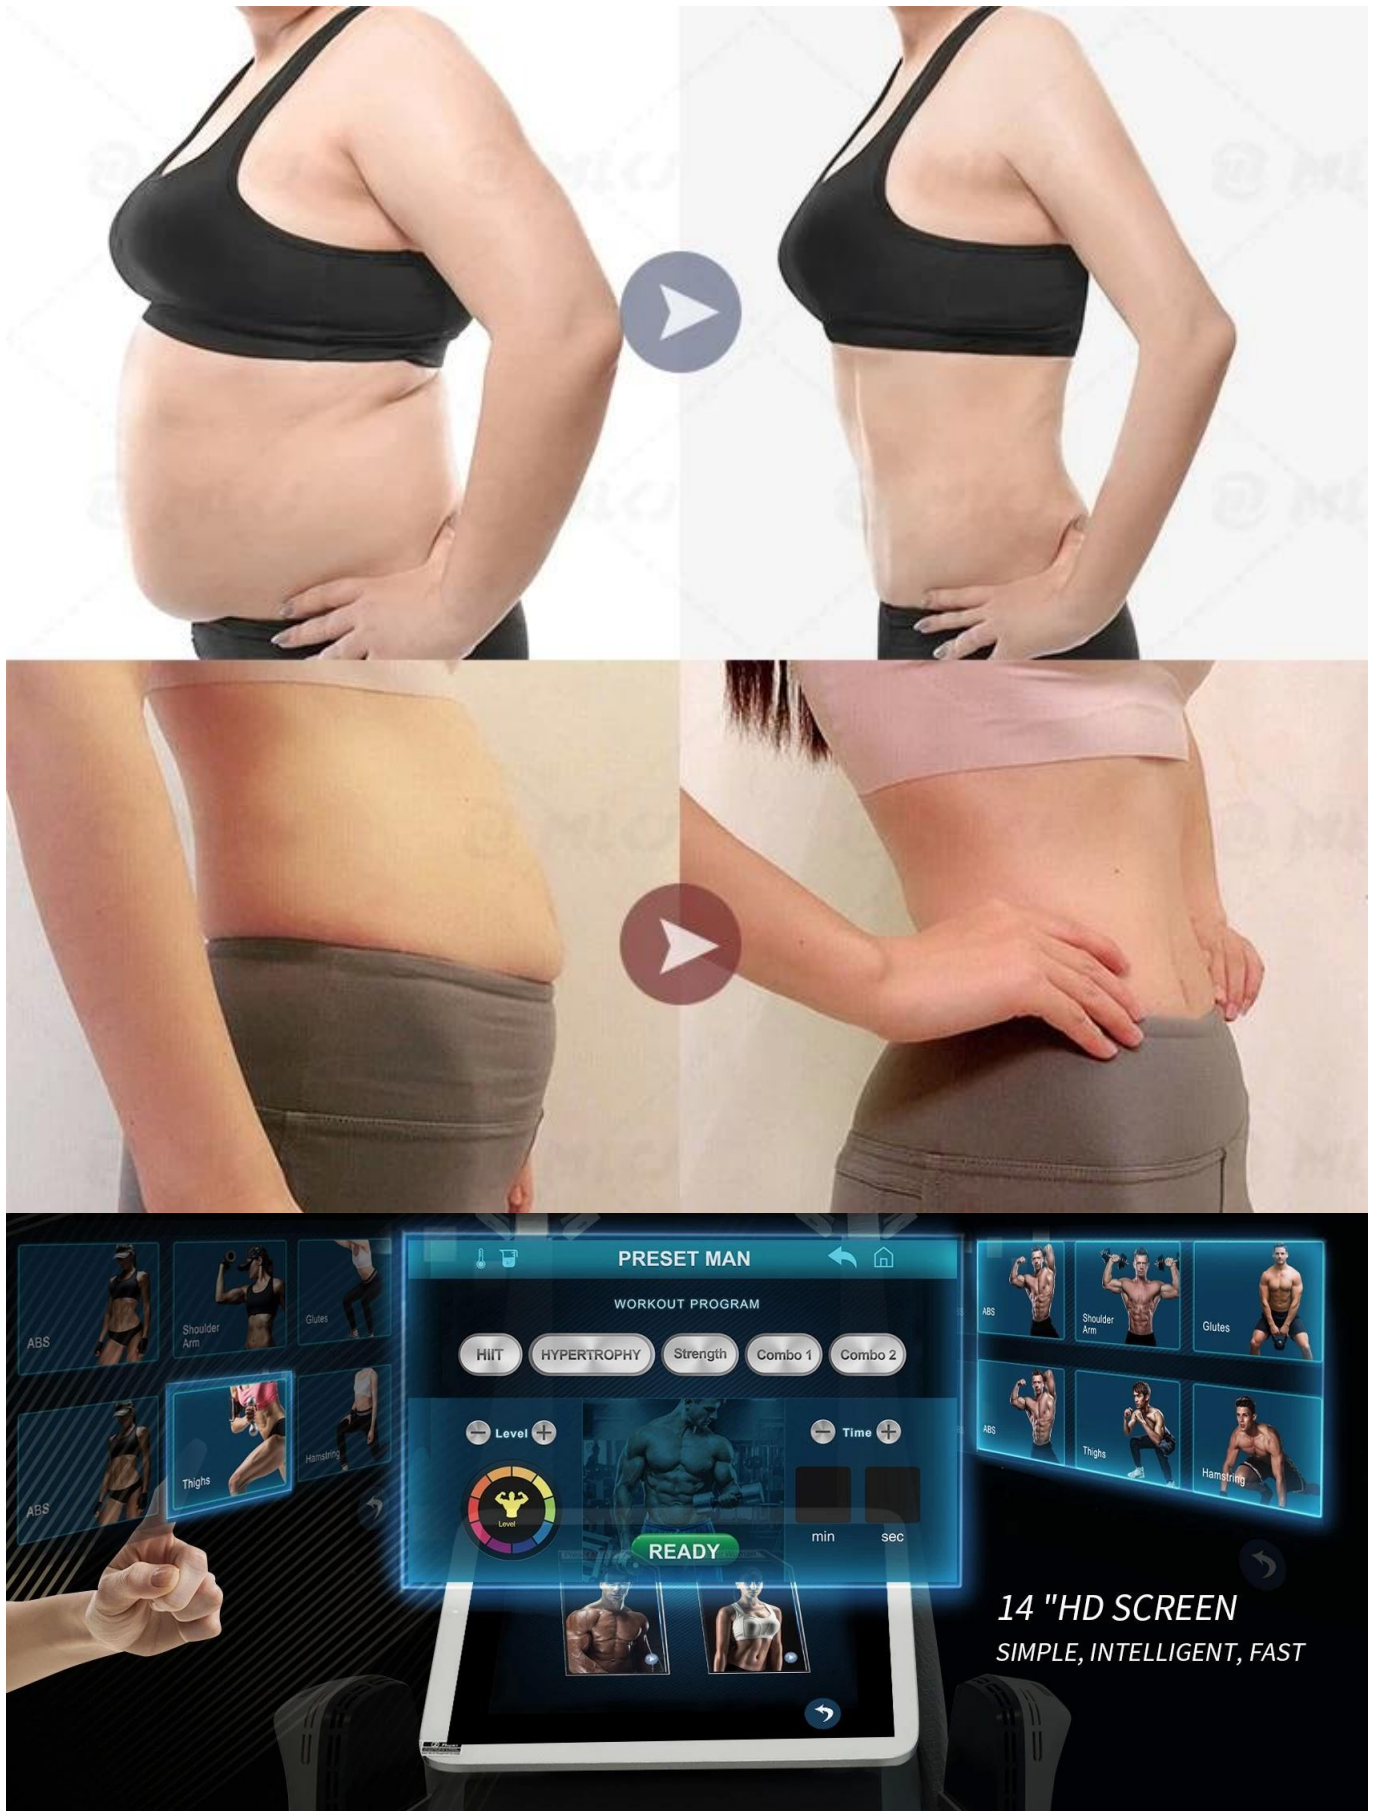 PRESET MAN
WORKOUT PROGRAM
HIIT
HYPERTROPHY
Strength
Combo 1
Combo 2
Level
Time
Level
min
sec
READY
ABS
Shoulder
Arm
Glutes
ABS
Thighs
Hamstring
ABS
Shoulder
Arm
Glutes
ABS
Thighs
Hamstring
14 "HD SCREEN
SIMPLE, INTELLIGENT, FAST